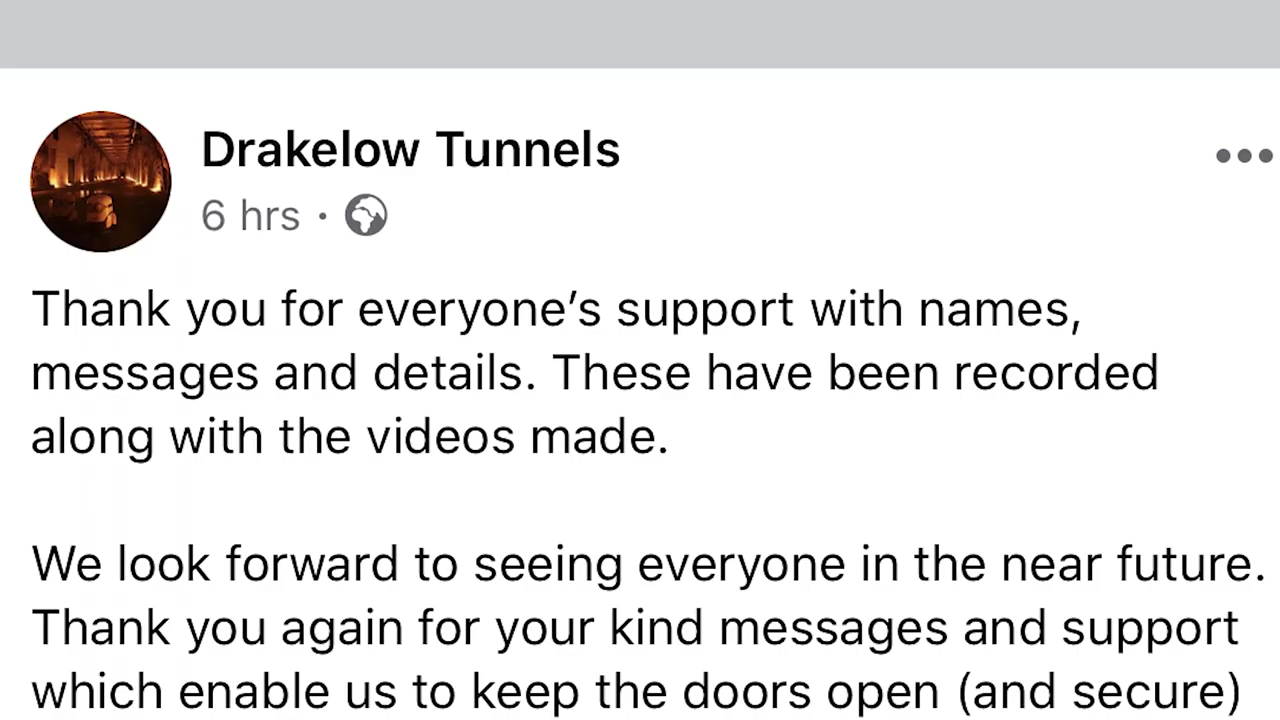 Drakelow Tunnels
6 hrs ·
Thank you for everyone’s support with names,
messages and details. These have been recorded
along with the videos made.
We look forward to seeing everyone in the near future.
Thank you again for your kind messages and support
which enable us to keep the doors open (and secure)